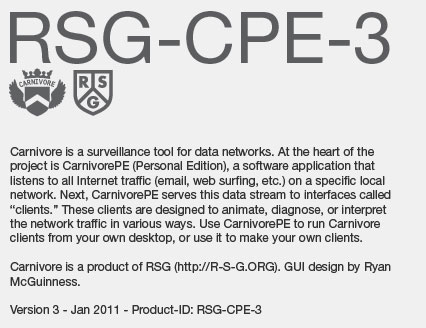 RSG-CPE-3
CARNIVORE
R S
G
Carnivore is a surveillance tool for data networks. At the heart of the
project is CarnivorePE (Personal Edition), a software application that
listens to all Internet traffic (email, web surfing, etc.) on a specific local
network. Next, CarnivorePE serves this data stream to interfaces called
“clients.” These clients are designed to animate, diagnose, or interpret
the network traffic in various ways. Use CarnivorePE to run Carnivore
clients from your own desktop, or use it to make your own clients.
Carnivore is a product of RSG (http://R-S-G.ORG). GUI design by Ryan
McGuinness.
Version 3 - Jan 2011 - Product-ID: RSG-CPE-3